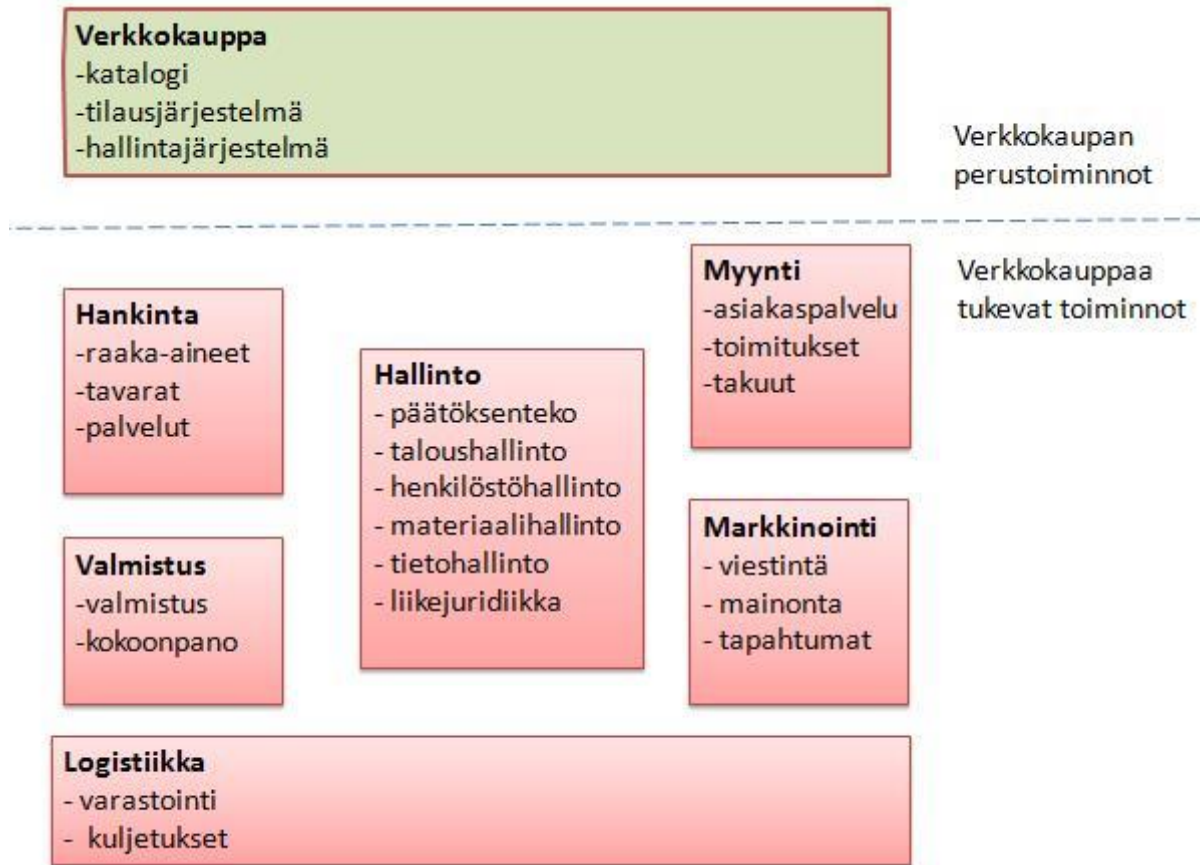 Verkkokauppa
-katalogi
-tilausjärjestelmä
-hallintajärjestelmä
Verkkokaupan
perustoiminnot
Verkkokauppaa
tukevat toiminnot
Hankinta
-raaka-aineet
-tavarat
-palvelut
Hallinto
- päätöksenteko
- taloushallinto
- henkilöstöhallinto
- materiaalihallinto
- tietohallinto
- liikejuridiikka
Myynti
-asiakaspalvelu
-toimitukset
-takuut
Valmistus
-valmistus
-kokoonpano
Markkinointi
- viestintä
- mainonta
- tapahtumat
Logistiikka
- varastointi
- kuljetukset